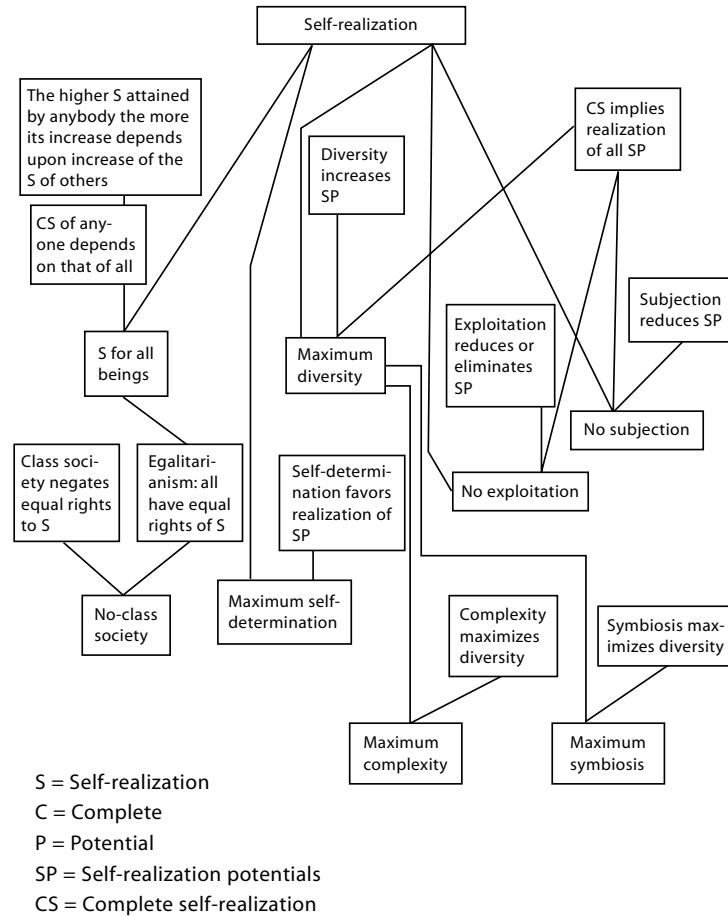 Self-realization
The higher S attained
by anybody the more
its increase depends
upon increase of the
S of others
CS of any-
one depends
on that of all
Diversity
increases
SP
CS implies
realization
of all SP
Subjection
reduces SP
Exploitation
reduces or
eliminates
SP
S for all
beings
Maximum
diversity
No subjection
Class soci-
ety negates
equal rights
to S
Egalitari-
anism: all
have equal
rights of S
Self-determi-
nation favors
realization of
SP
No exploitation
No-class
society
Maximum self-
determination
Complexity
maximizes
diversity
Symbiosis max-
imizes diversity
Maximum
complexity
Maximum
symbiosis
S = Self-realization
C = Complete
P = Potential
SP = Self-realization potentials
CS = Complete self-realization